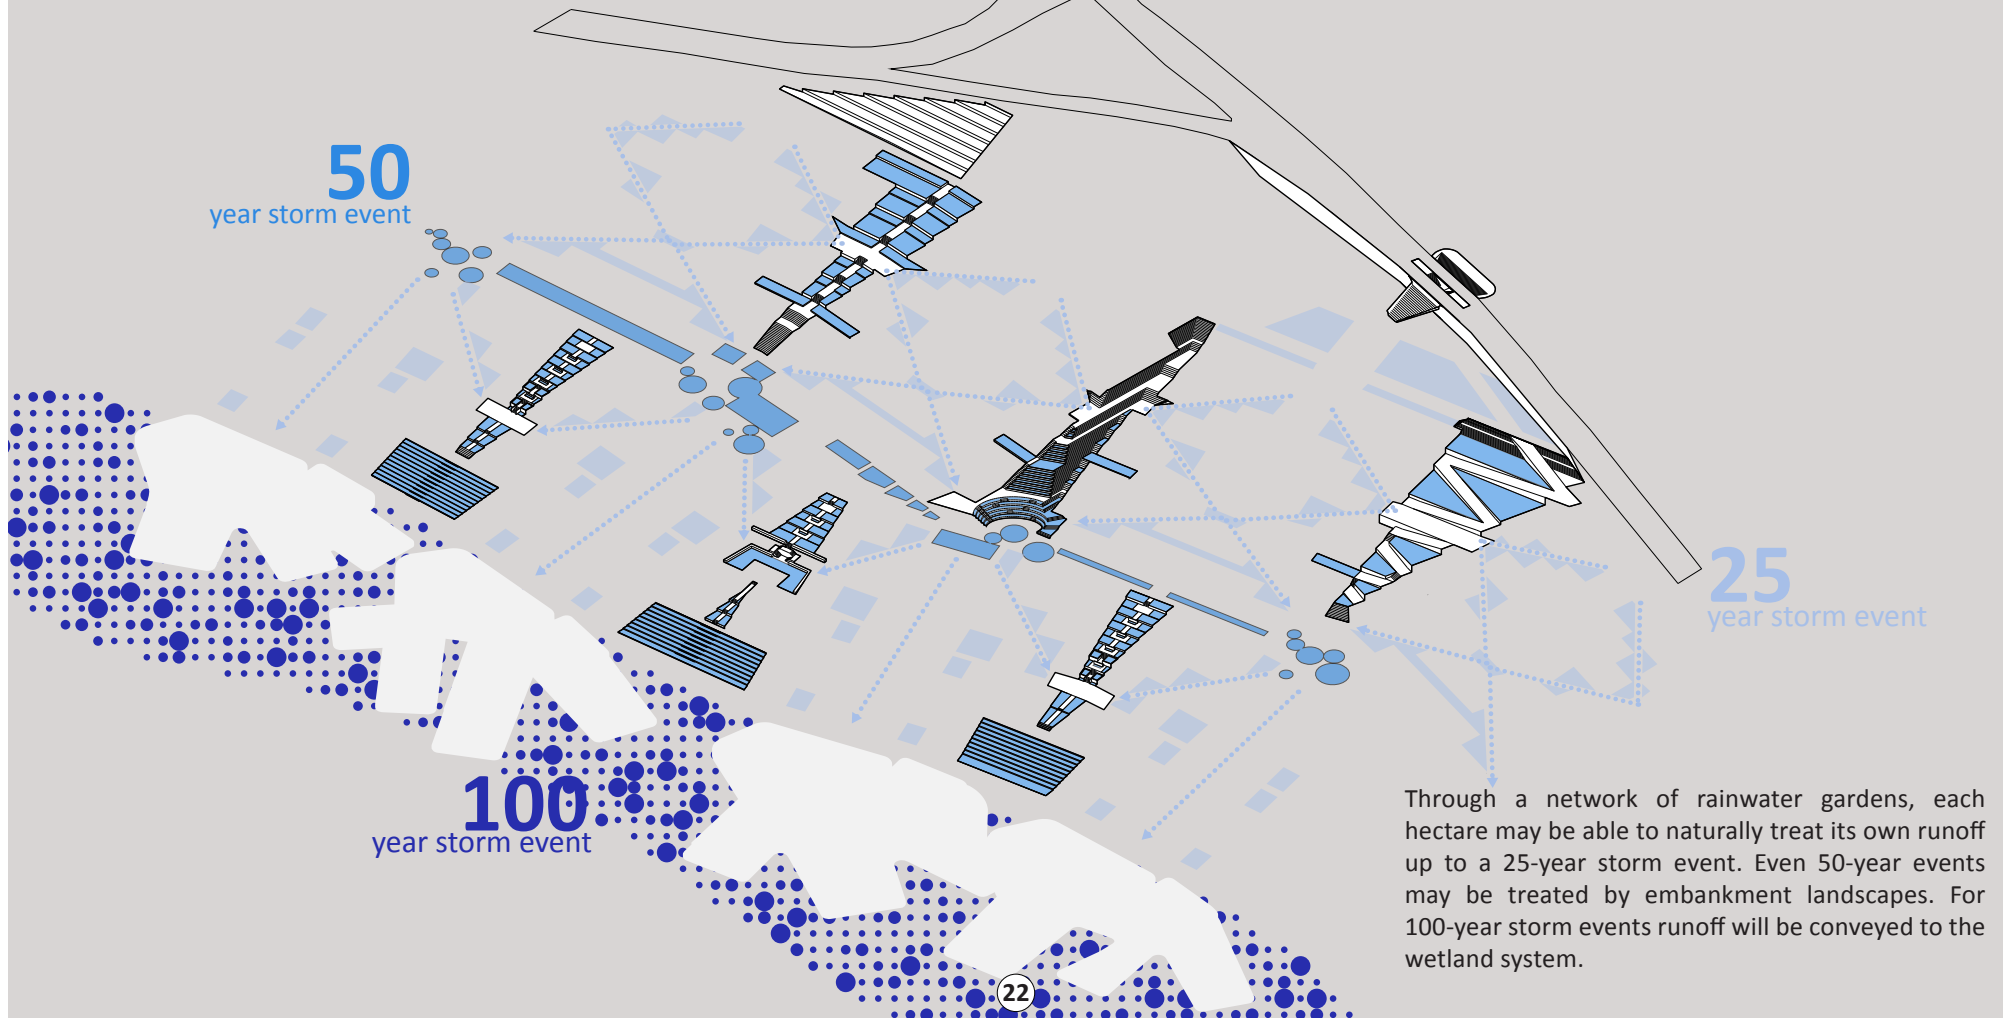 50
year storm event
25
year storm event
100
year storm event
Through a network of rainwater gardens, each
hectare may be able to naturally treat its own runoff
up to a 25-year storm event. Even 50-year events
may be treated by embankment landscapes. For
100-year storm events runoff will be conveyed to the
wetland system.
22